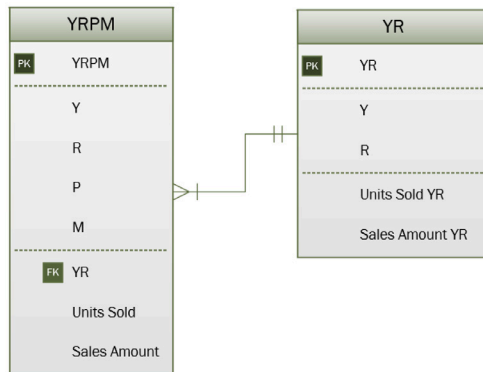 YRPM
PK YRPM
Y
R
P
M
FK YR
Units Sold
Sales Amount
YR
PK YR
Y
R
Units Sold YR
Sales Amount YR